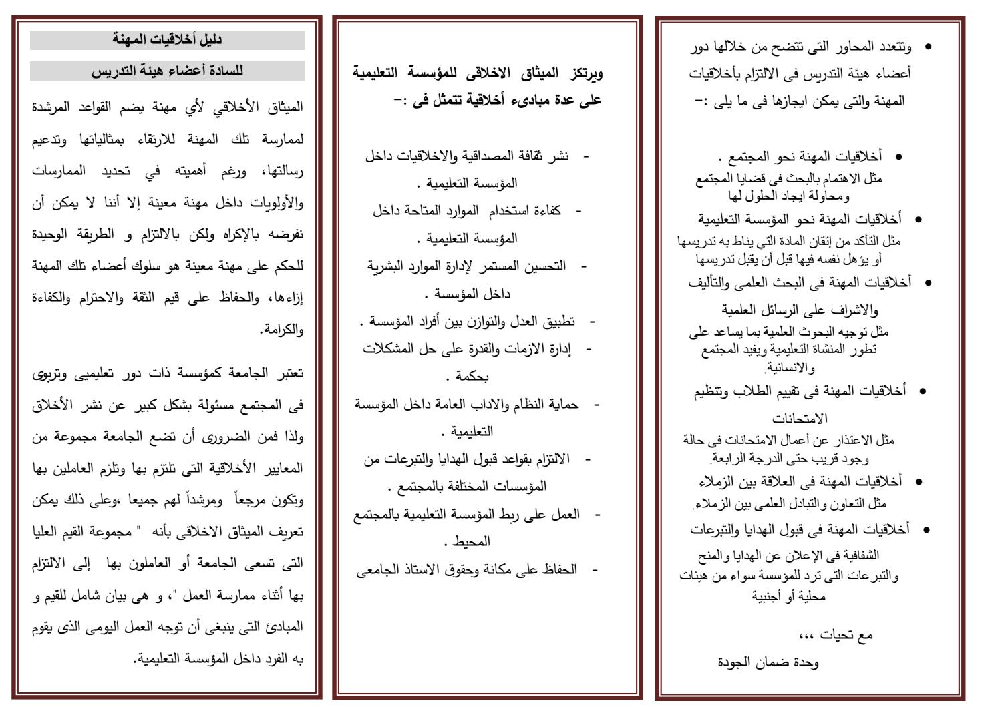 دليل أخلاقيات المهنة
للسادة أعضاء هيئة التدريس
الميثاق الأخلاقي لأي مهنة يضم القواعد المرشدة
لممارسة تلك المهنة للارتقاء بمثالياتها وتدعيم
رسالتها، ورغم أهميته في تحديد الممارسات
والأولويات داخل مهنة معينة إلا أننا لا يمكن أن
نفرضه بالإكراه ولكن بالالتزام و الطريقة الوحيدة
للحكم على مهنة معينة هو سلوك أعضاء تلك المهنة
إزاءها، والحفاظ على قيم الثقة والاحترام والكفاءة
والكرامة.
تعتبر الجامعة كمؤسسة ذات دور تعليميى وتربوى
فى المجتمع مسئولة بشكل كبير عن نشر الأخلاق
ولذا فمن الضرورى أن تضع الجامعة مجموعة من
المعايير الأخلاقية التى تلتزم بها وتلزم العاملين بها
وتكون مرجعاً ومرشداً لهم جميعا ،وعلى ذلك يمكن
تعريف الميثاق الاخلاقى بأنه " مجموعة القيم العليا
التى تسعى الجامعة أو العاملون بها إلى الالتزام
بها أثناء ممارسة العمل "، و هى بيان شامل للقيم و
المبادئ التى ينبغى أن توجه العمل اليومى الذى يقوم
به الفرد داخل المؤسسة التعليمية.
ويرتكز الميثاق الاخلاقى للمؤسسة التعليمية
على عدة مبادىء أخلاقية تتمثل فى :-
- نشر ثقافة المصداقية والاخلاقيات داخل
المؤسسة التعليمية .
- كفاءة استخدام الموارد المتاحة داخل
المؤسسة التعليمية .
- التحسين المستمر لإدارة الموارد البشرية
داخل المؤسسة .
- تطبيق العدل والتوازن بين أفراد المؤسسة .
- إدارة الازمات والقدرة على حل المشكلات
بحكمة .
- حماية النظام والاداب العامة داخل المؤسسة
التعليمية .
- الالتزام بقواعد قبول الهدايا والتبرعات من
المؤسسات المختلفة بالمجتمع .
- العمل على ربط المؤسسة التعليمية بالمجتمع
المحيط .
- الحفاظ على مكانة وحقوق الاستاذ الجامعى
• وتتعدد المحاور التى تتضح من خلالها دور
أعضاء هيئة التدريس فى الالتزام بأخلاقيات
المهنة والتى يمكن ايجازها فى ما يلى :-
• أخلاقيات المهنة نحو المجتمع .
مثل الاهتمام بالبحث فى قضايا المجتمع
ومحاولة ايجاد الحلول لها
• أخلاقيات المهنة نحو المؤسسة التعليمية
مثل التأكد من إتقان المادة التي يناط به تدريسها
أو يؤهل نفسه فيها قبل أن يقبل تدريسها
• أخلاقيات المهنة فى البحث العلمى والتأليف
والاشراف على الرسائل العلمية
مثل توجيه البحوث العلمية بما يساعد على
تطور المنشاة التعليمية ويفيد المجتمع
والانسانية.
• أخلاقيات المهنة فى تقييم الطلاب وتنظيم
الامتحانات
مثل الاعتذار عن أعمال الامتحانات فى حالة
وجود قريب حتى الدرجة الرابعة.
• أخلاقيات المهنة فى العلاقة بين الزملاء
مثل التعاون والتبادل العلمى بين الزملاء.
• أخلاقيات المهنة فى قبول الهدايا والتبرعات
الشفافية فى الإعلان عن الهدايا والمنح
والتبرعات التى ترد للمؤسسة سواء من هيئات
محلية أو أجنبية
مع تحيات ،،،
وحدة ضمان الجودة